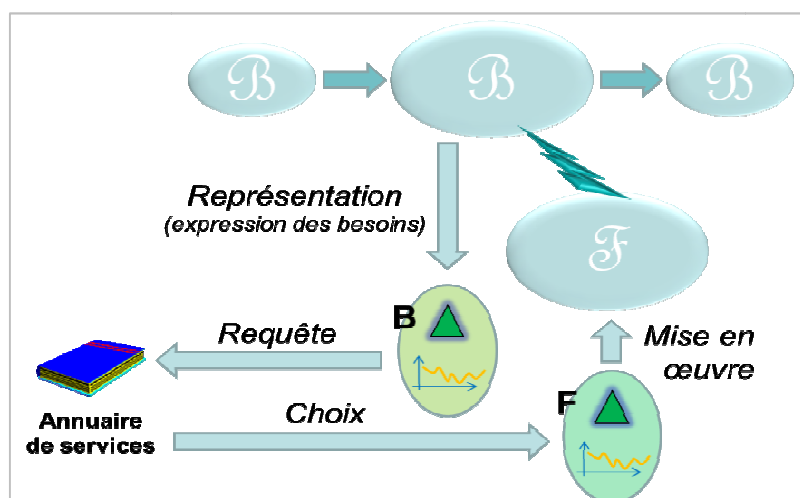 ℬ ℬ ℬ
Représentation
(expression des besoins)
ℱ
B
Requête
Mise en
œuvre
Annuaire
de services
Choix
F